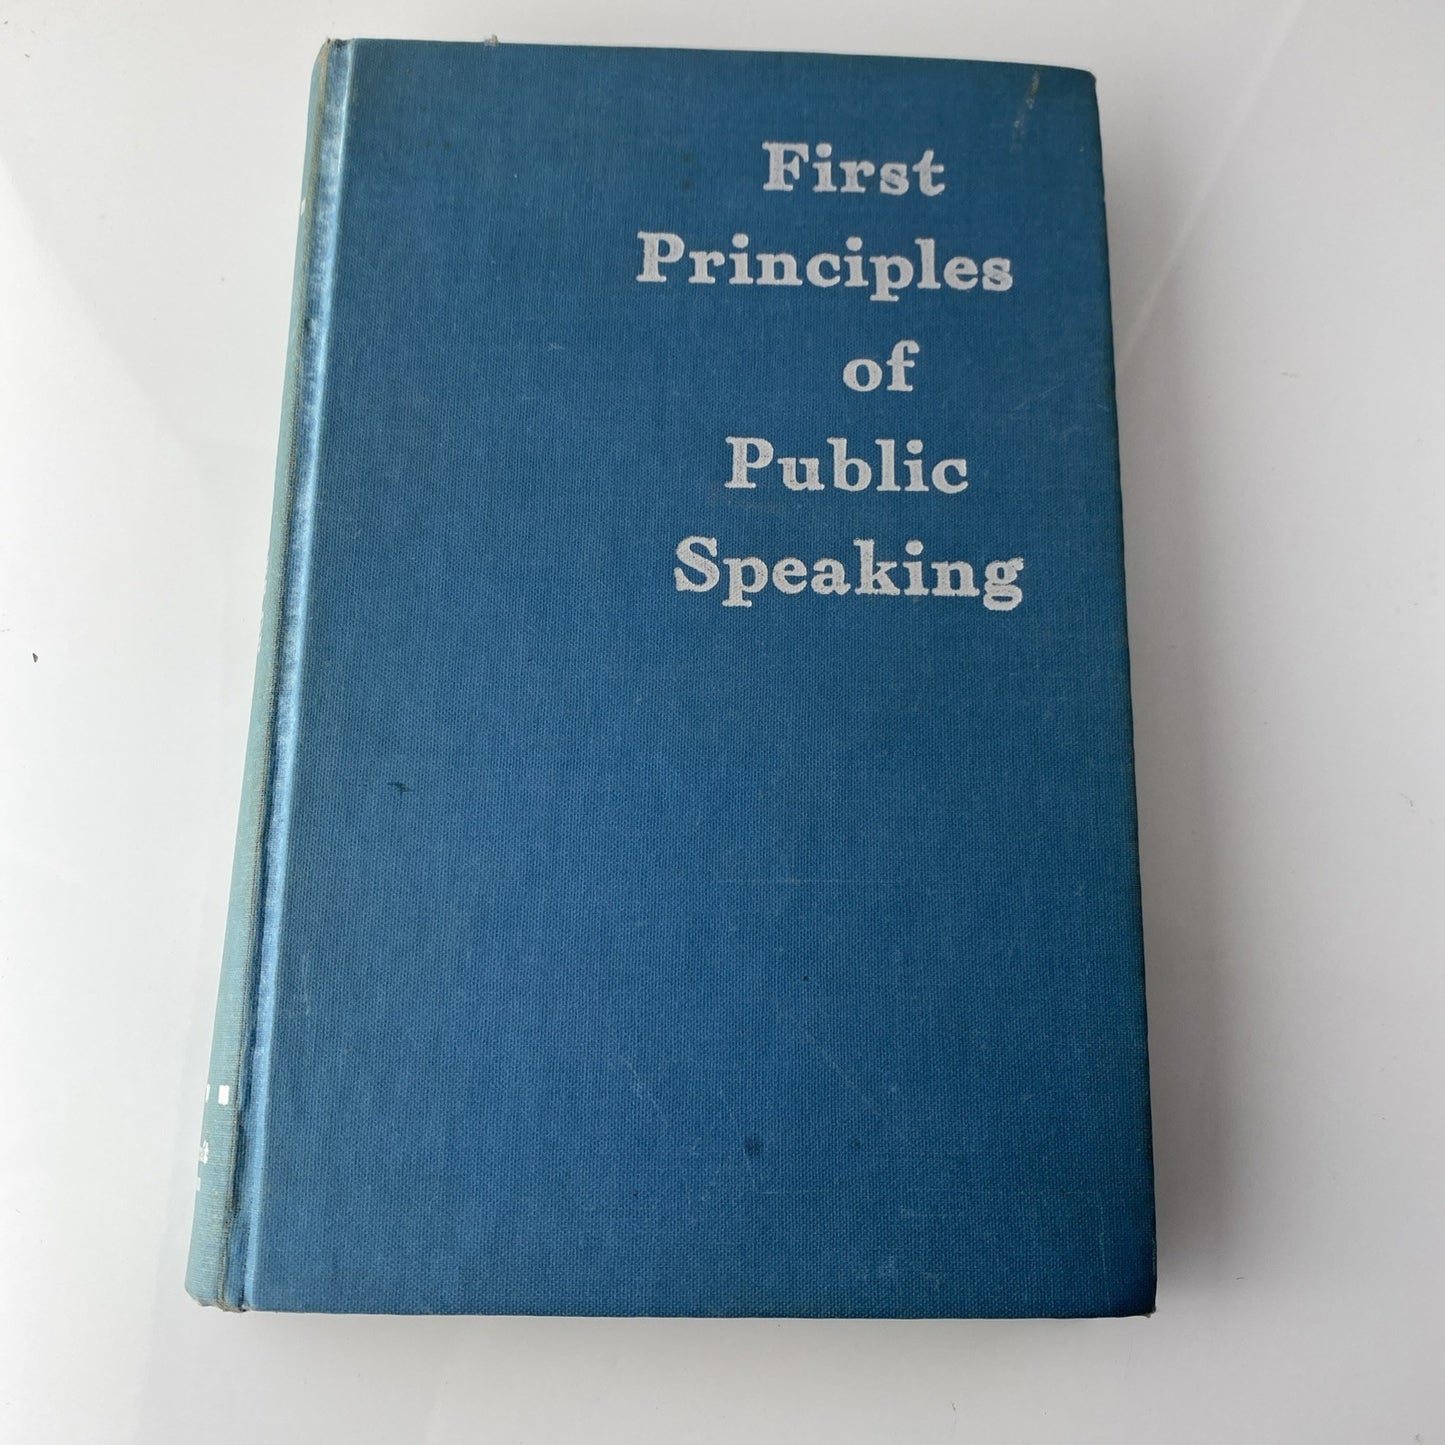 First
Principles
of
Public
Speaking